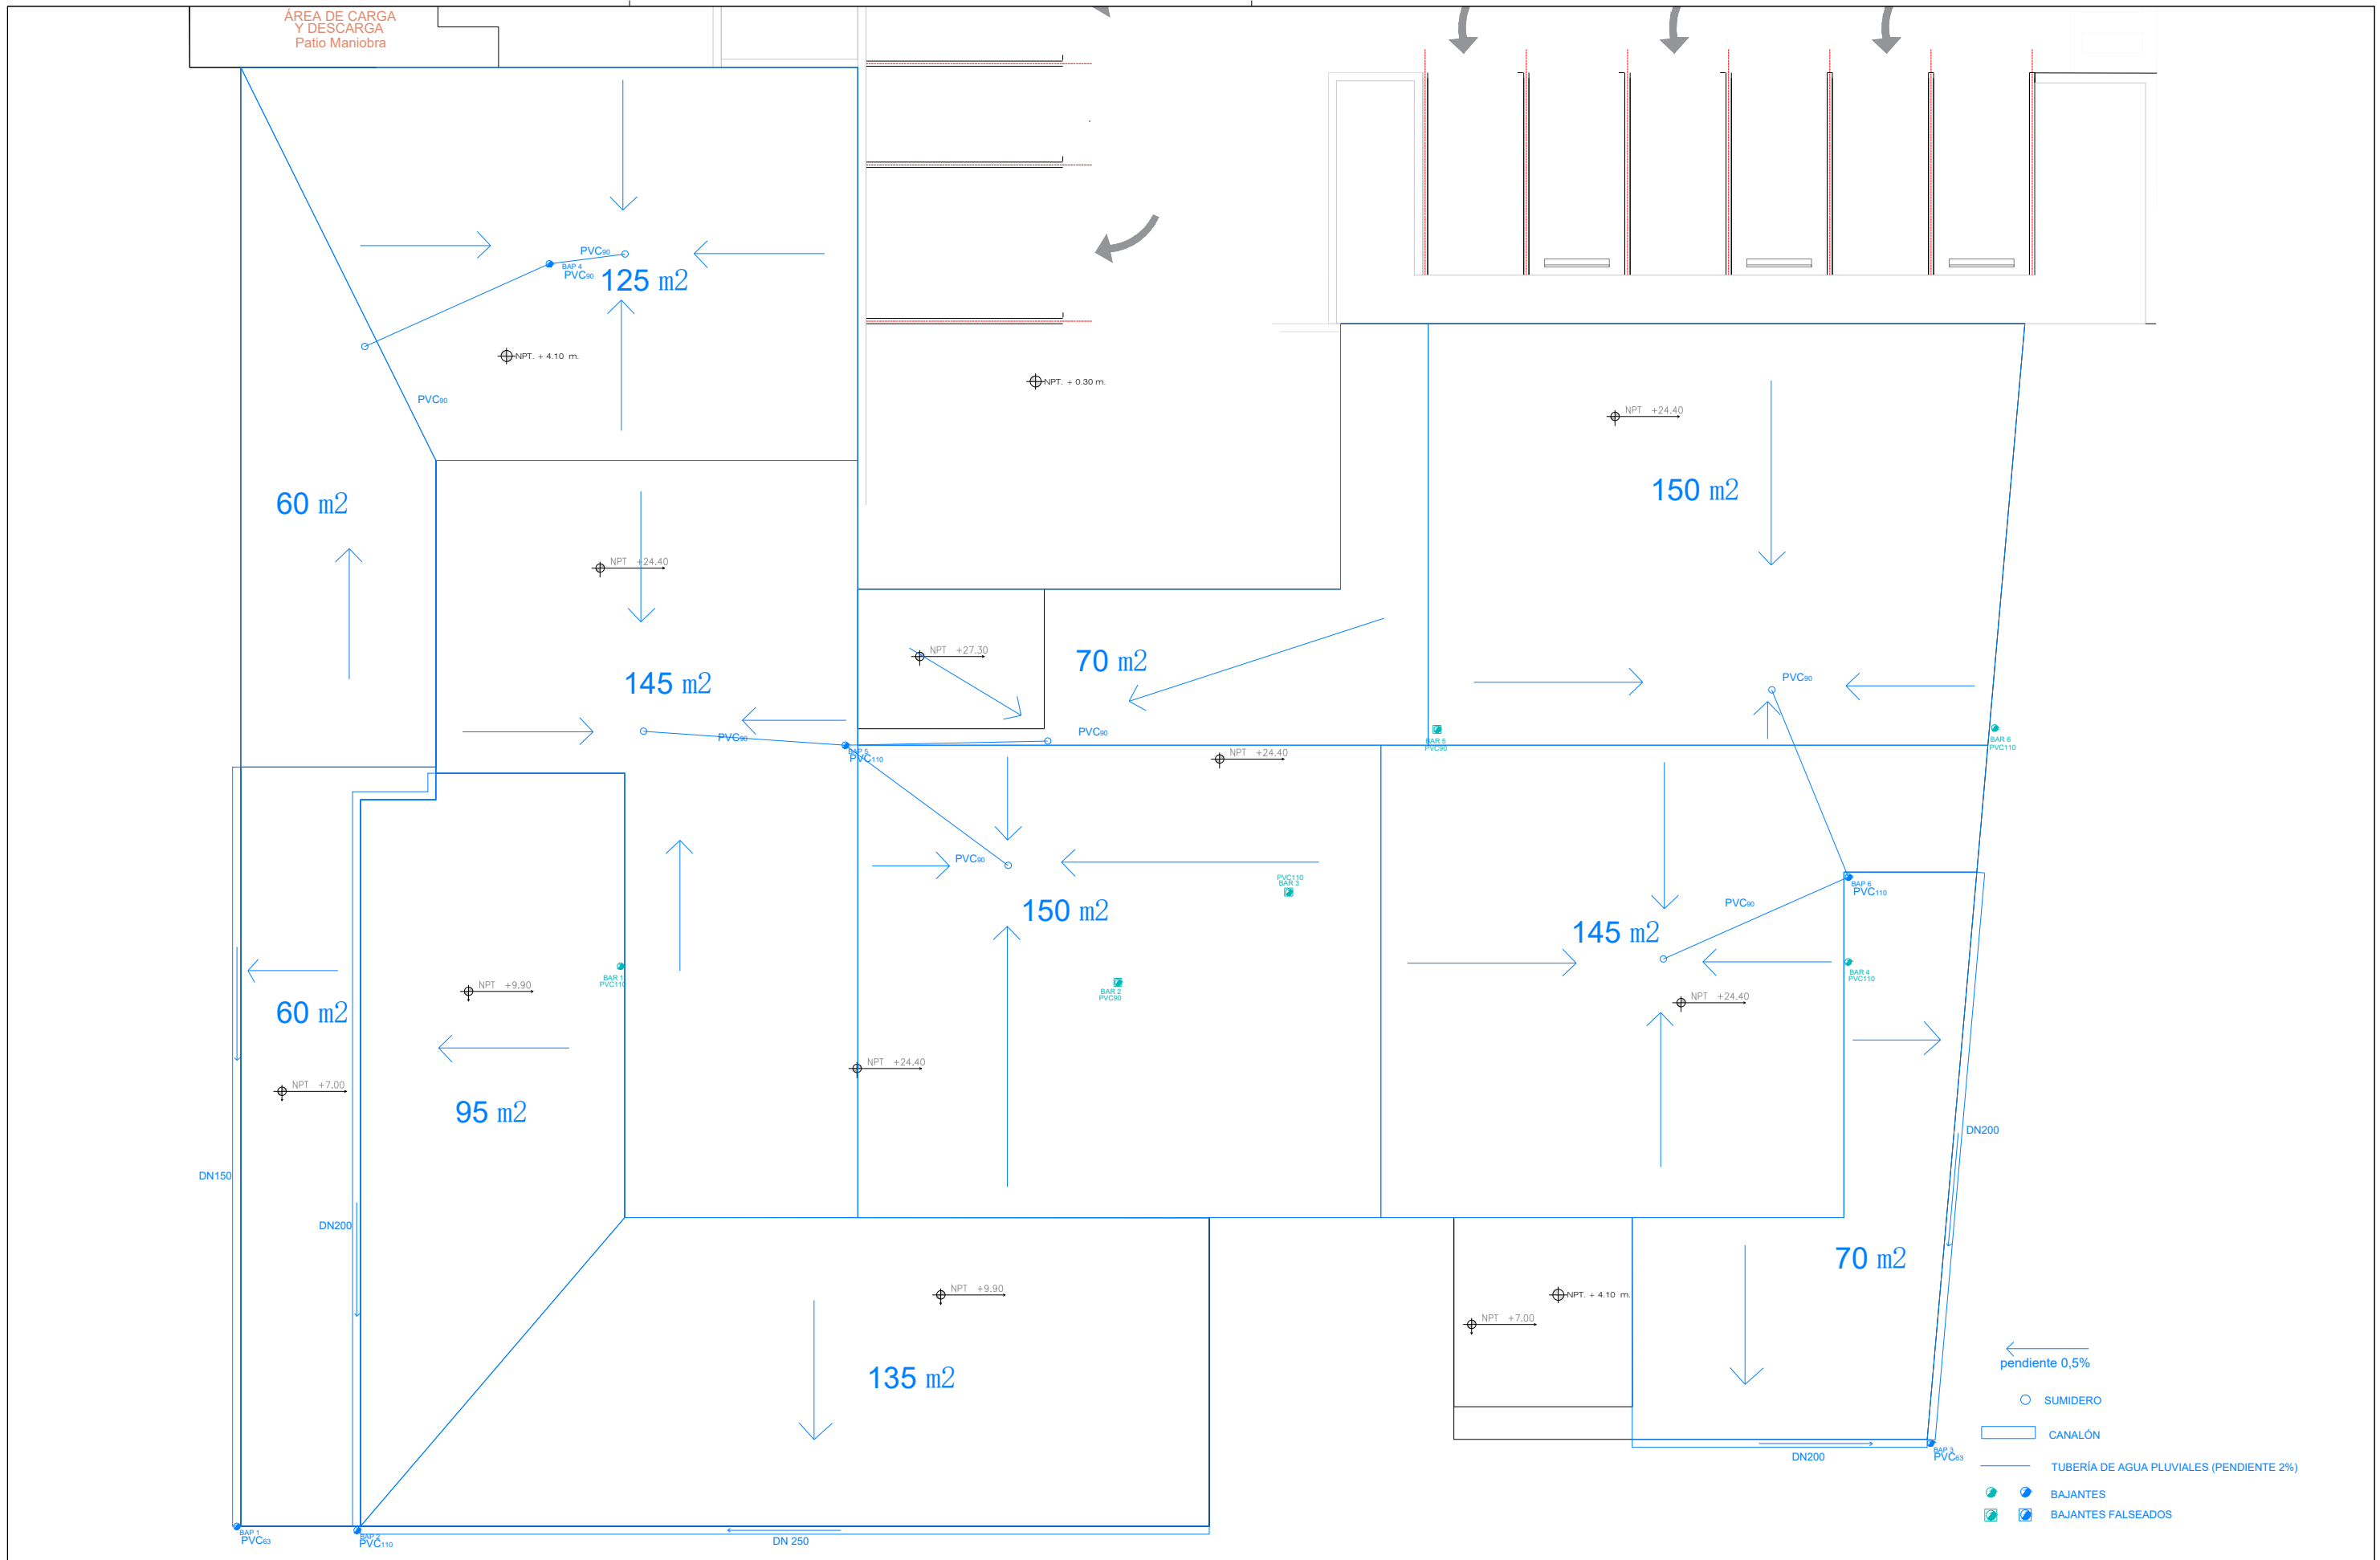 ÁREA DE CARGA
Y DESCARGA
Patio Maniobra
PVC90
BAP 4
PVC90
125 m2
NPT. + 4.10 m.
NPT. + 0.30 m.
PVC90
NPT +24.40
60 m2
150 m2
NPT +24.40
NPT +27.30
70 m2
145 m2
PVC90
PVC90
PVC90
BAP 5
PVC110
BAR 5
PVC90
BAR 6
PVC110
NPT +24.40
PVC90
PVC110
BAR 3
BAP 6
PVC110
PVC90
150 m2
145 m2
BAR 1
PVC110
NPT +9.90
BAR 2
PVC90
BAR 4
PVC110
NPT +24.40
60 m2
NPT +24.40
NPT +7.00
95 m2
DN200
DN150
DN200
70 m2
NPT +9.90
NPT. + 4.10 m.
NPT +7.00
135 m2
pendiente 0,5%
SUMIDERO
CANALÓN
BAP 3
PVC63
DN200
TUBERÍA DE AGUA PLUVIALES (PENDIENTE 2%)
BAJANTES
BAJANTES FALSEADOS
BAP 1
PVC63
BAP 2
PVC110
DN 250